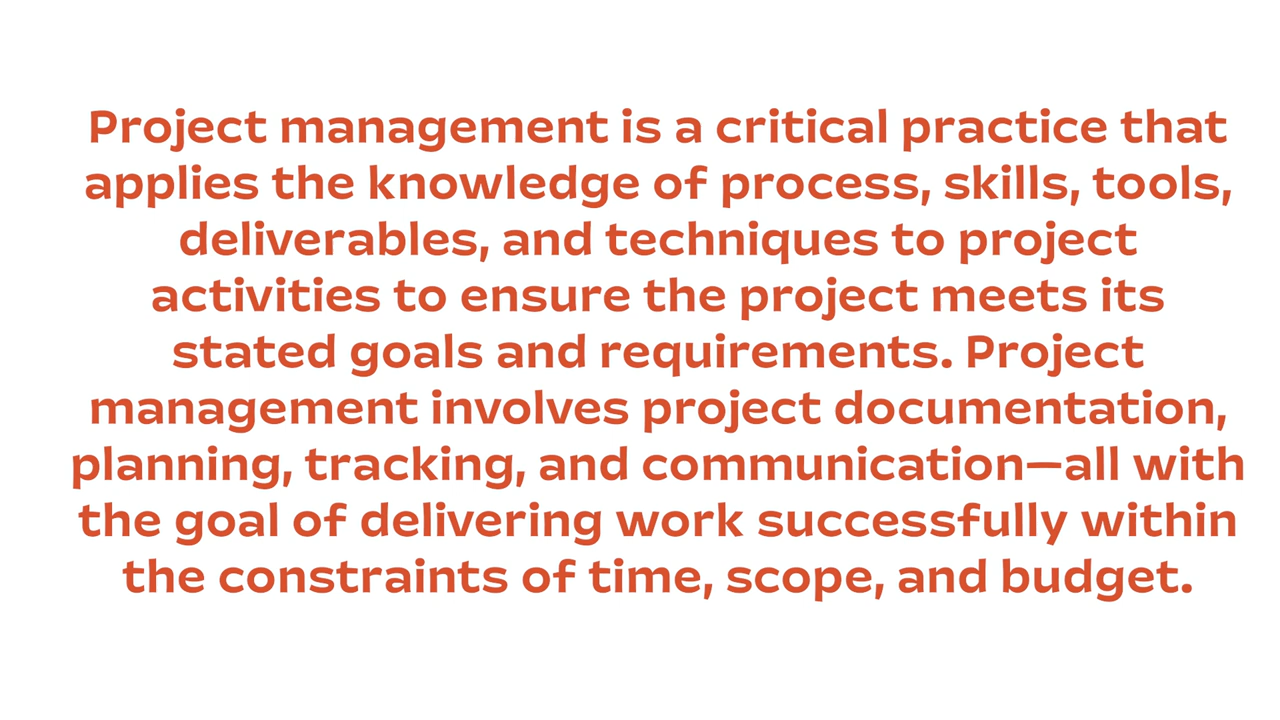 Project management is a critical practice that
applies the knowledge of process, skills, tools,
deliverables, and techniques to project
activities to ensure the project meets its
stated goals and requirements. Project
management involves project documentation,
planning, tracking, and communication—all with
the goal of delivering work successfully within
the constraints of time, scope, and budget.